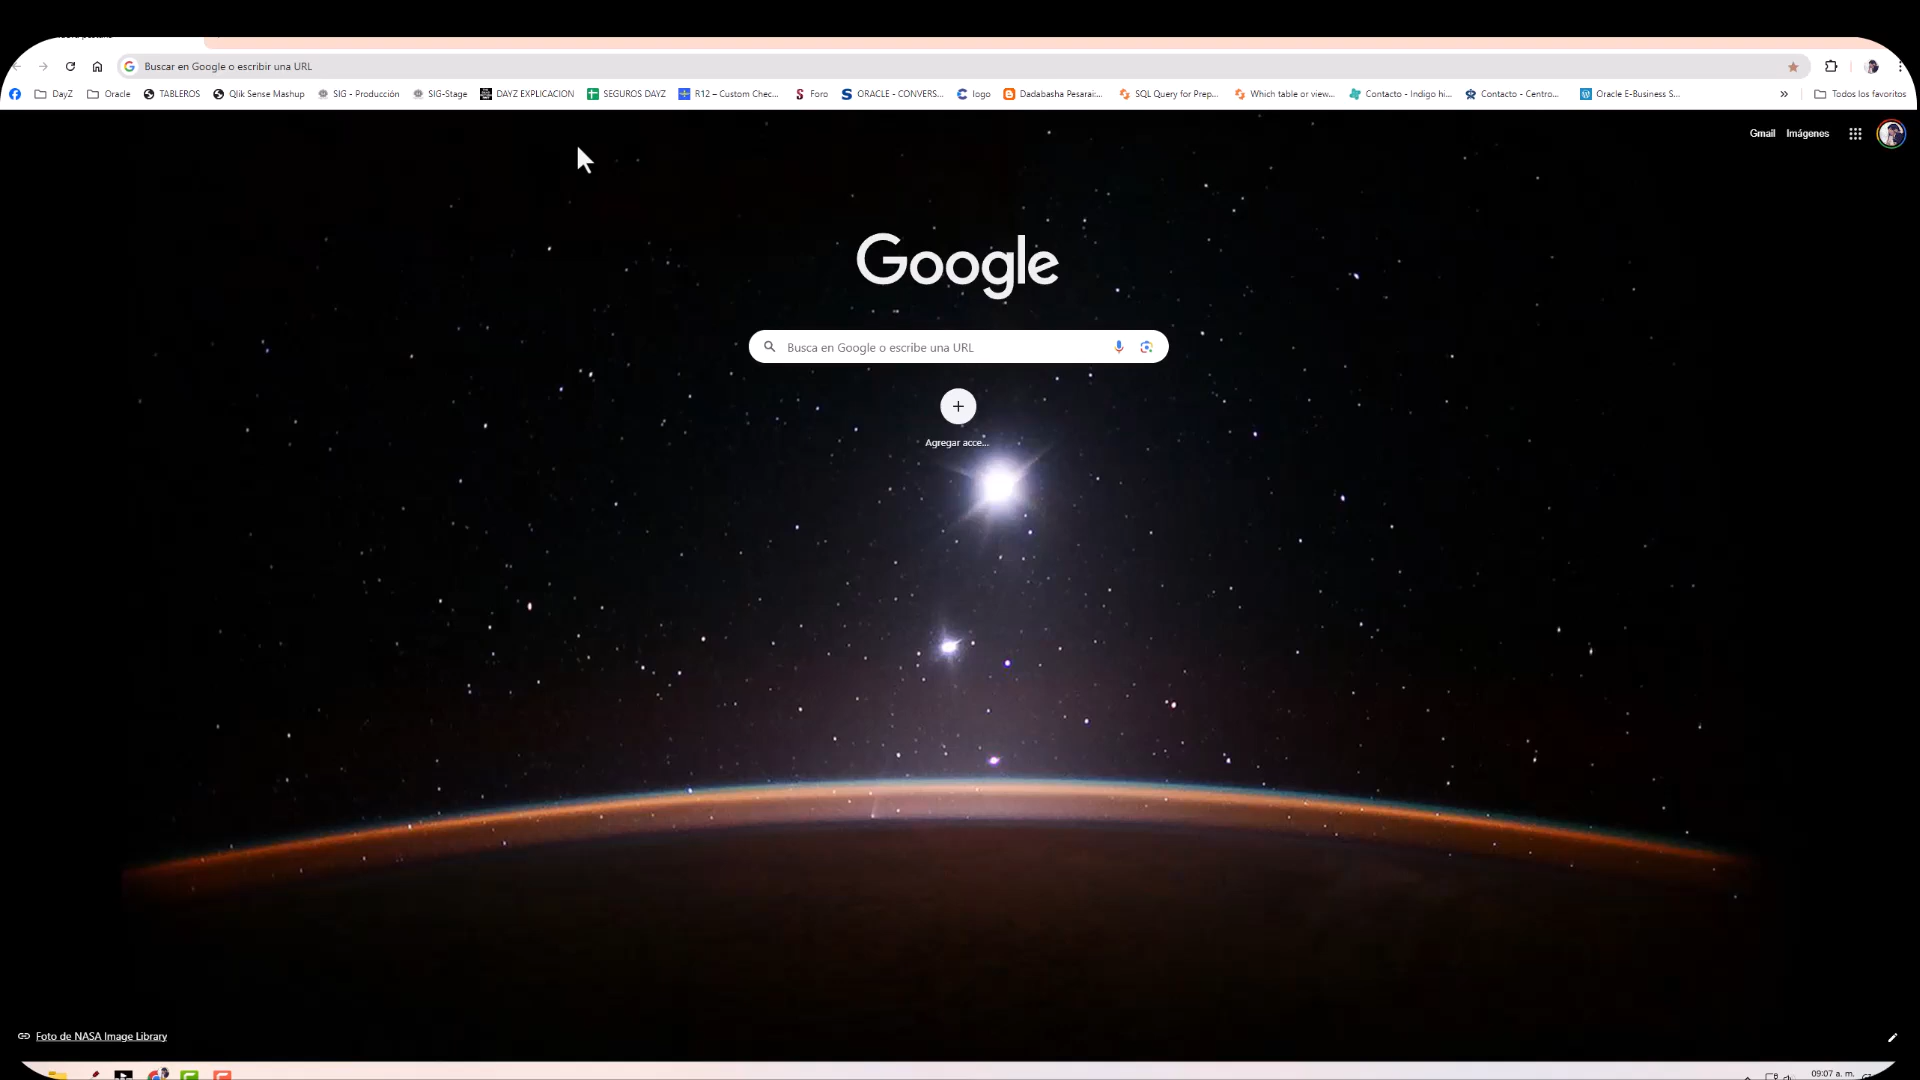 Buscar en Google o escribir una URL
DayZ Oracle TABLEROS Qlik Sense Mashup SIG - Producción SIG-Stage DAYZ EXPLICACION SEGUROS DAYZ R12 – Custom Chec... Foro ORACLE - CONVERS... logo Dadabasha Pesarai:... SQL Query for Prep... Which table or view... Contacto - Indigo hi... Contacto - Centro... Oracle E-Business S... » Todos los favoritos
Gmail Imágenes
Google
Busca en Google o escribe una URL
Agregar acce...
Foto de NASA Image Library
09:07 a. m.